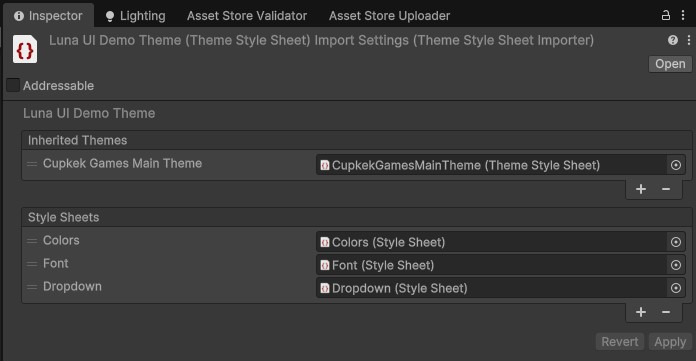 Inspector Lighting Asset Store Validator Asset Store Uploader
Luna UI Demo Theme (Theme Style Sheet) Import Settings (Theme Style Sheet Importer)
Open
Addressable
Luna UI Demo Theme
Inherited Themes
Cupkek Games Main Theme CupkekGamesMainTheme (Theme Style Sheet)
+ −
Style Sheets
Colors Colors (Style Sheet)
Font Font (Style Sheet)
Dropdown Dropdown (Style Sheet)
+ −
Revert Apply